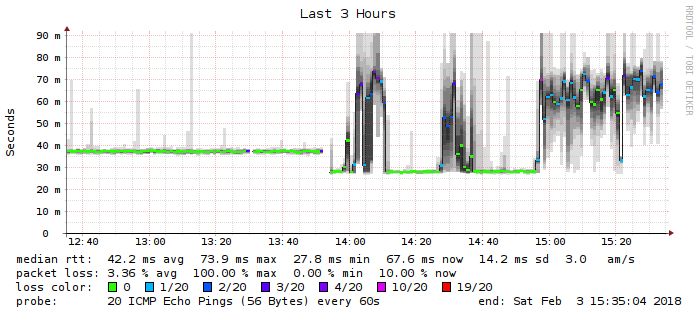 Last 3 Hours
RRDTOOL / TOBI OETIKER
Seconds
90 m
80 m
70 m
60 m
50 m
40 m
30 m
20 m
10 m
0
12:40 13:00 13:20 13:40 14:00 14:20 14:40 15:00 15:20
median rtt: 42.2 ms avg 73.9 ms max 27.8 ms min 67.6 ms now 14.2 ms sd 3.0 am/s
packet loss: 3.36 % avg 100.00 % max 0.00 % min 10.00 % now
loss color: 0 1/20 2/20 3/20 4/20 10/20 19/20
probe: 20 ICMP Echo Pings (56 Bytes) every 60s end: Sat Feb 3 15:35:04 2018